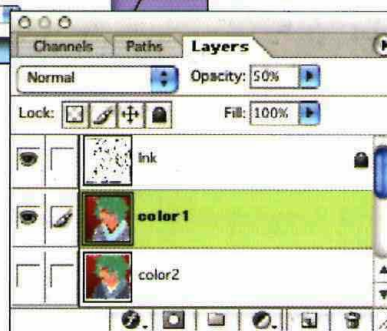 Channels Paths Layers
Normal Opacity: 50%
Lock: Fill: 100%
Ink
color1
color2